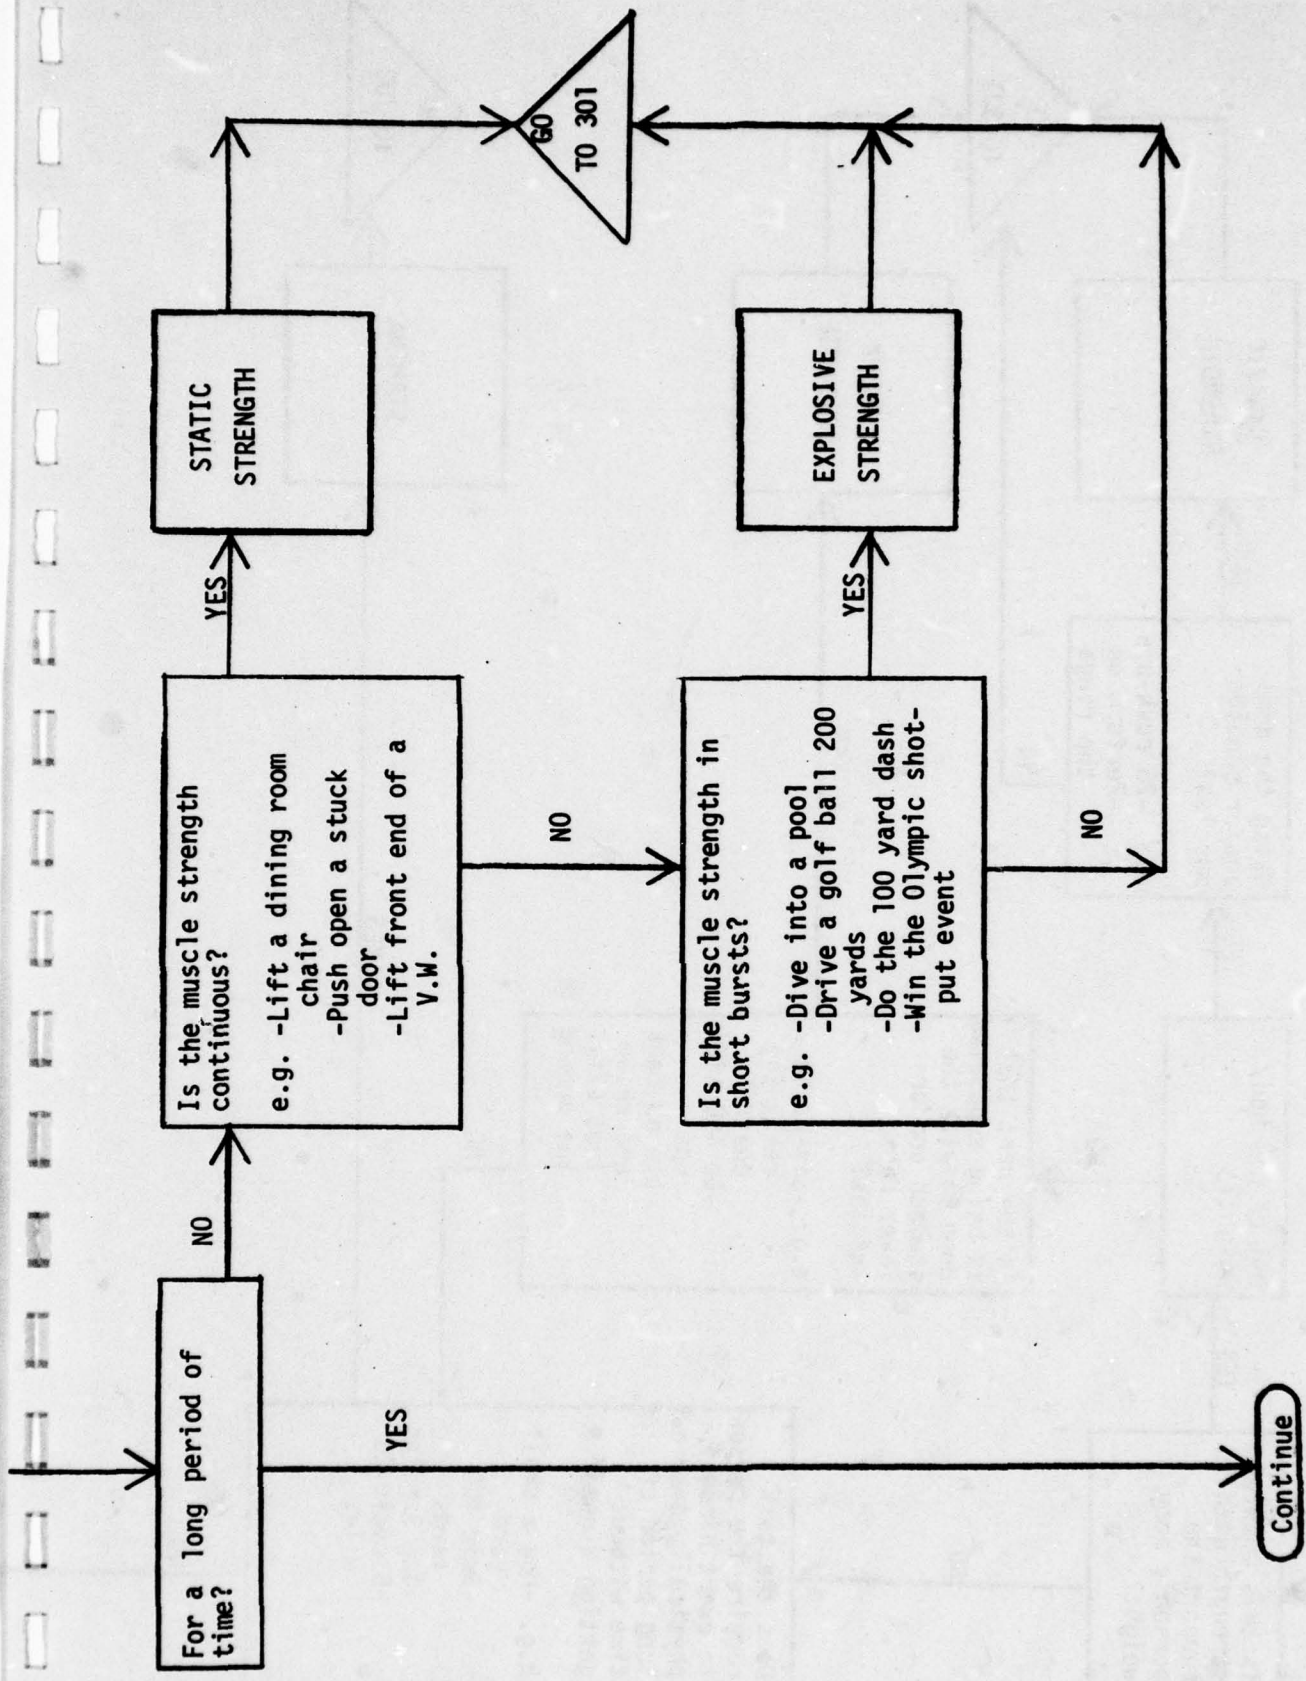 For a long period of
time?
NO
YES
Continue
Is the muscle strength
continuous?
e.g. -Lift a dining room
chair
-Push open a stuck
door
-Lift front end of a
V.W.
YES
STATIC
STRENGTH
NO
Is the muscle strength in
short bursts?
e.g. -Dive into a pool
-Drive a golf ball 200
yards
-Do the 100 yard dash
-Win the Olympic shot-
put event
YES
EXPLOSIVE
STRENGTH
NO
GO
TO 301